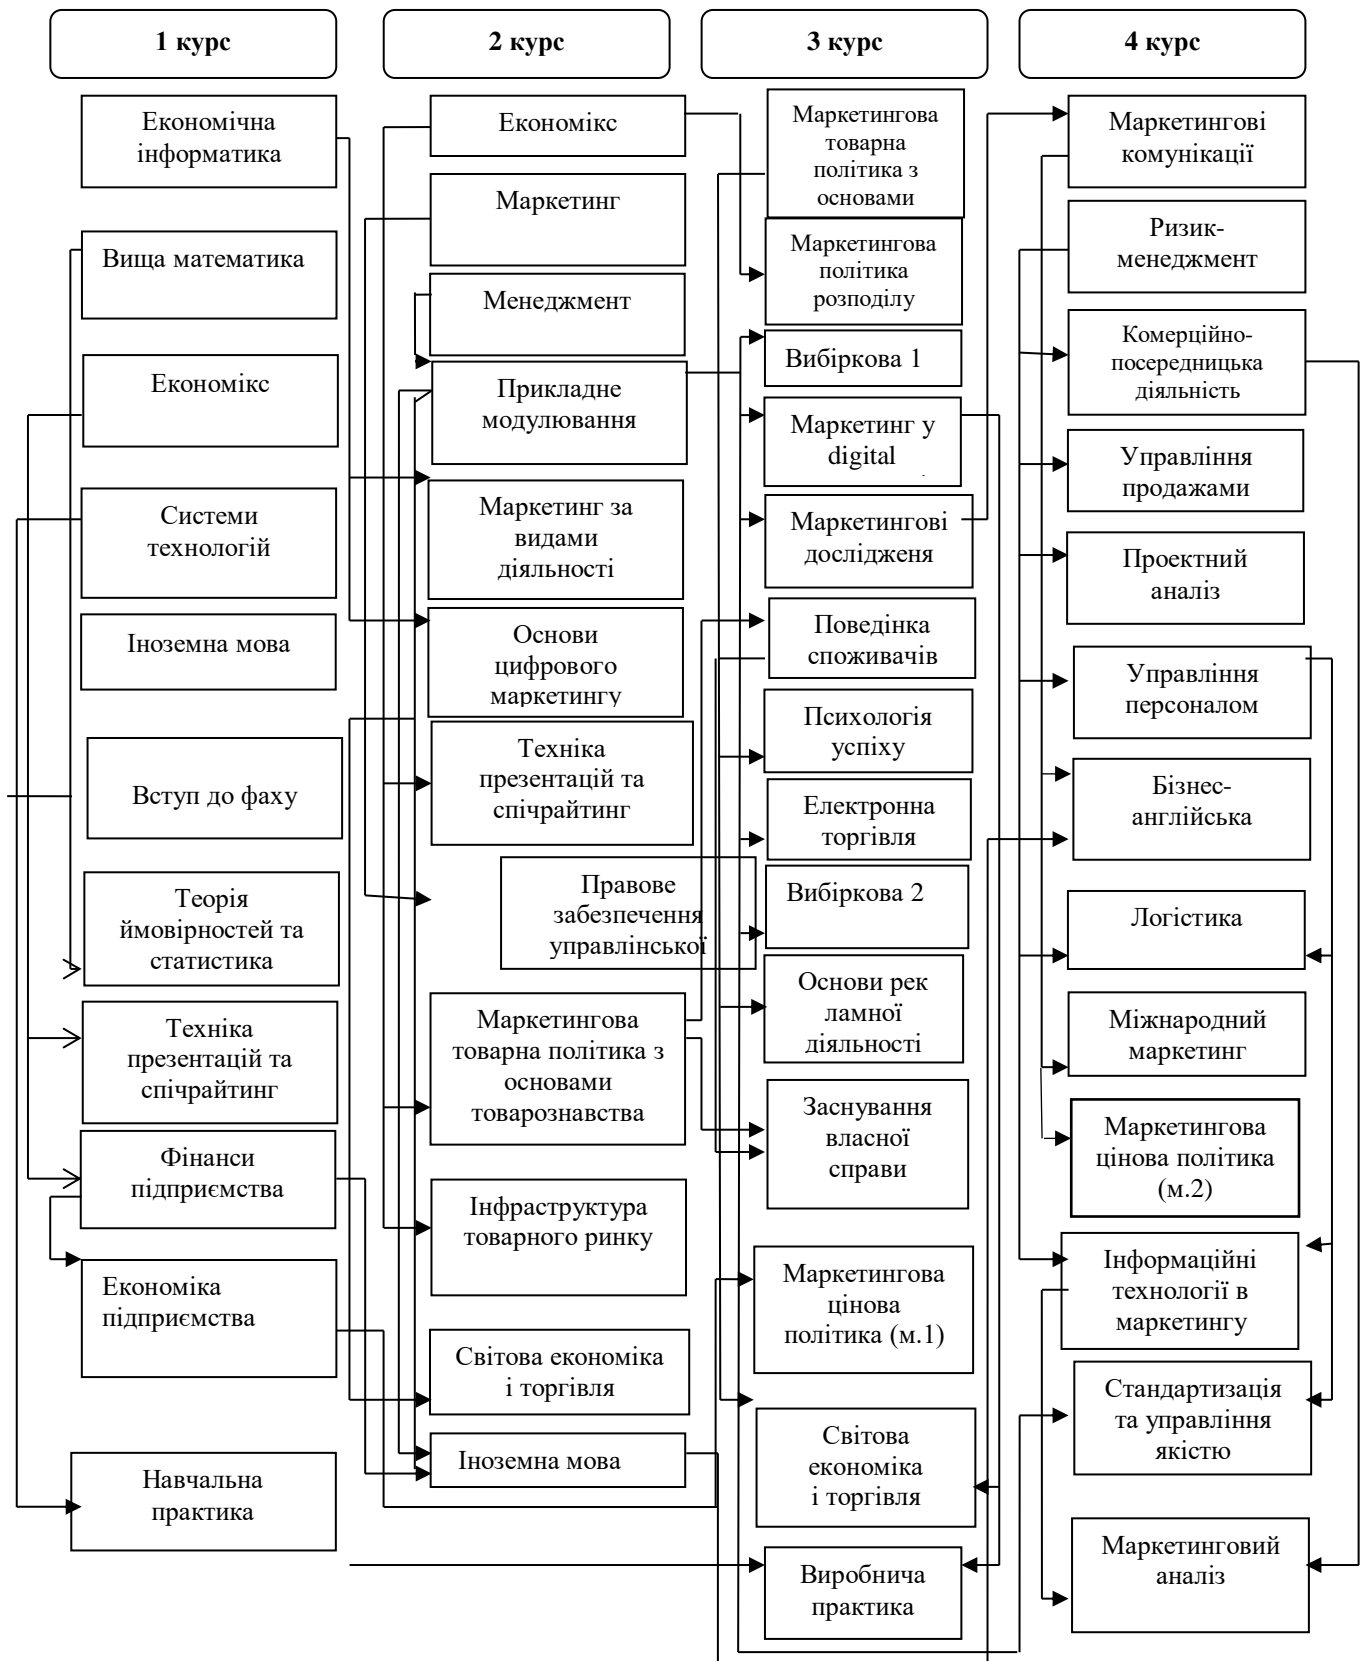 1 курс
2 курс
3 курс
4 курс
Економічна
інформатика
Вища математика
Економікс
Системи
технологій
Іноземна мова
Вступ до фаху
Теорія
ймовірностей та
статистика
Техніка
презентацій та
спічрайтинг
Фінанси
підприємства
Економіка
підприємства
Навчальна
практика
Економікс
Маркетинг
Менеджмент
Прикладне
модулювання
Маркетинг за
видами
діяльності
Основи
цифрового
маркетингу
Техніка
презентацій та
спічрайтинг
Правове
забезпечення
управлінської
Маркетингова
товарна політика з
основами
товарознавства
Інфраструктура
товарного ринку
Світова економіка
і торгівля
Іноземна мова
Маркетингова
товарна
політика з
основами
Маркетингова
політика
розподілу
Вибіркова 1
Маркетинг у
digital
Маркетингові
дослідженя
Поведінка
споживачів
Психологія
успіху
Електронна
торгівля
Вибіркова 2
Основи рек
ламної
діяльності
Заснування
власної
справи
Маркетингова
цінова
політика (м.1)
Світова
економіка
і торгівля
Виробнича
практика
Маркетингові
комунікації
Ризик-
менеджмент
Комерційно-
посередницька
діяльність
Управління
продажами
Проектний
аналіз
Управління
персоналом
Бізнес-
англійська
Логістика
Міжнародний
маркетинг
Маркетингова
цінова політика
(м.2)
Інформаційні
технології в
маркетингу
Стандартизація
та управління
якістю
Маркетинговий
аналіз